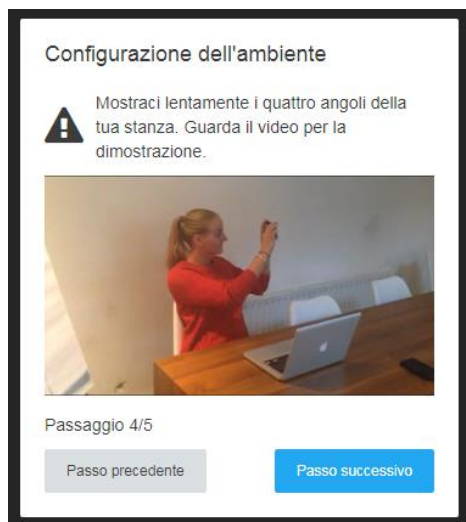 Configurazione dell'ambiente
Mostraci lentamente i quattro angoli della
tua stanza. Guarda il video per la
dimostrazione.
Passaggio 4/5
Passo precedente
Passo successivo